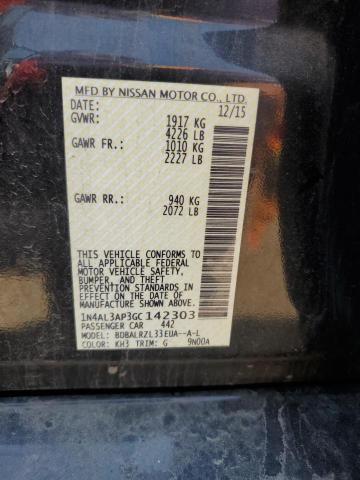 MFD BY NISSAN MOTOR CO., LTD.
DATE: 12/15
GVWR: 1917 KG
4226 LB
GAWR FR.: 1010 KG
2227 LB
GAWR RR.: 940 KG
2072 LB
THIS VEHICLE CONFORMS TO
ALL APPLICABLE FEDERAL
MOTOR VEHICLE SAFETY,
BUMPER, AND THEFT
PREVENTION STANDARDS
IN EFFECT ON THE DATE OF
MANUFACTURE SHOWN ABOVE.
1N4AL3AP3GC142303
PASSENGER CAR 442
MODEL: BDBALRZL33EUA--A-L
COLOR: KH3 TRIM: G 9N00A